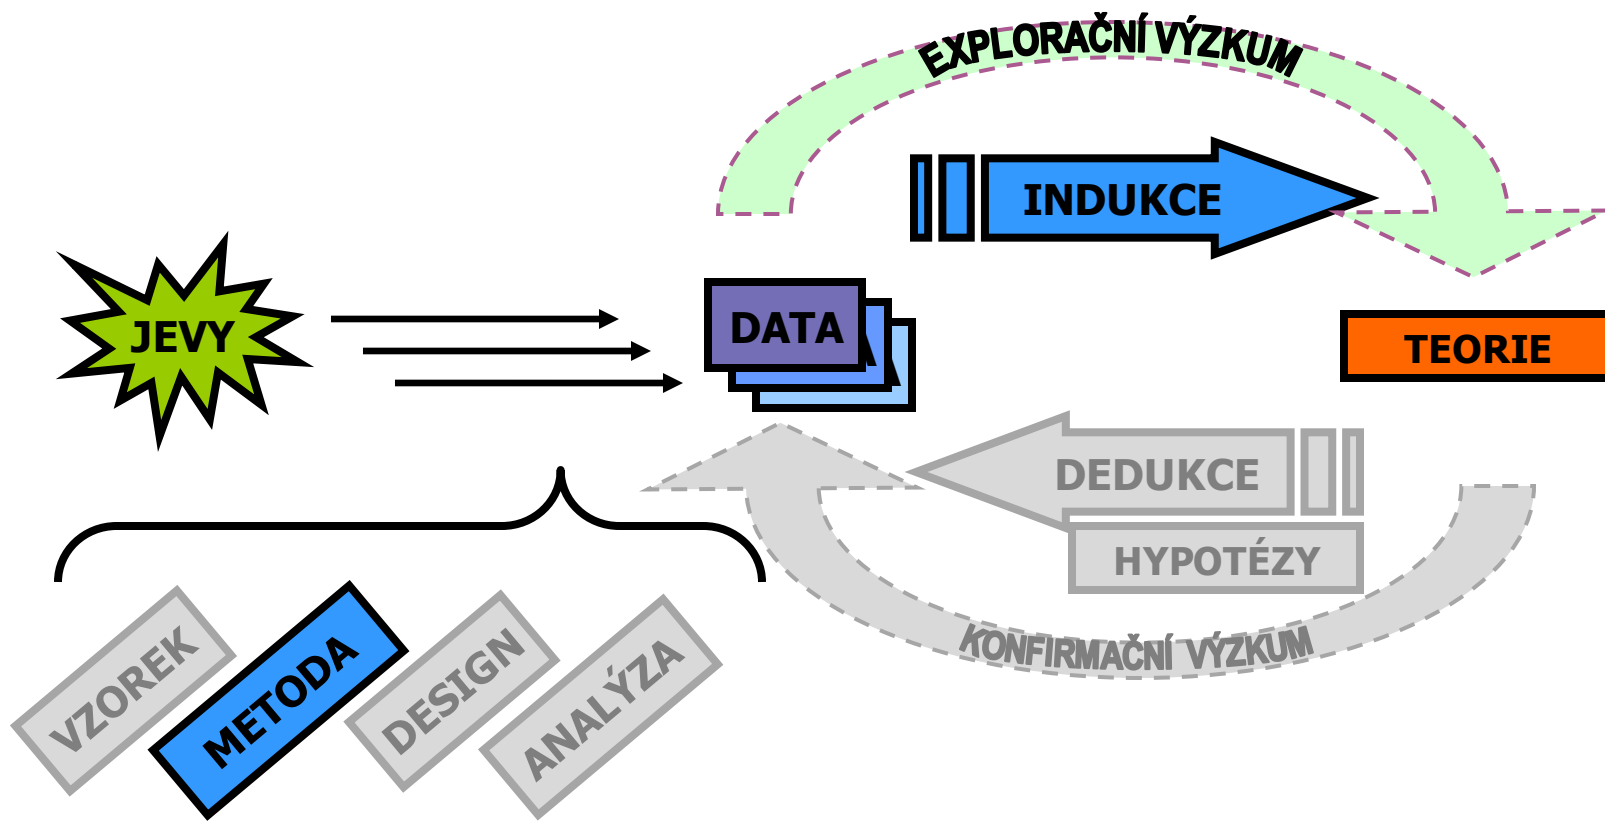 EXPLORAČNÍ VÝZKUM
INDUKCE
JEVY
DATA
A
A
TEORIE
DEDUKCE
HYPOTÉZY
KONFIRMAČNÍ VÝZKUM
VZOREK
METODA
DESIGN
ANALÝZA